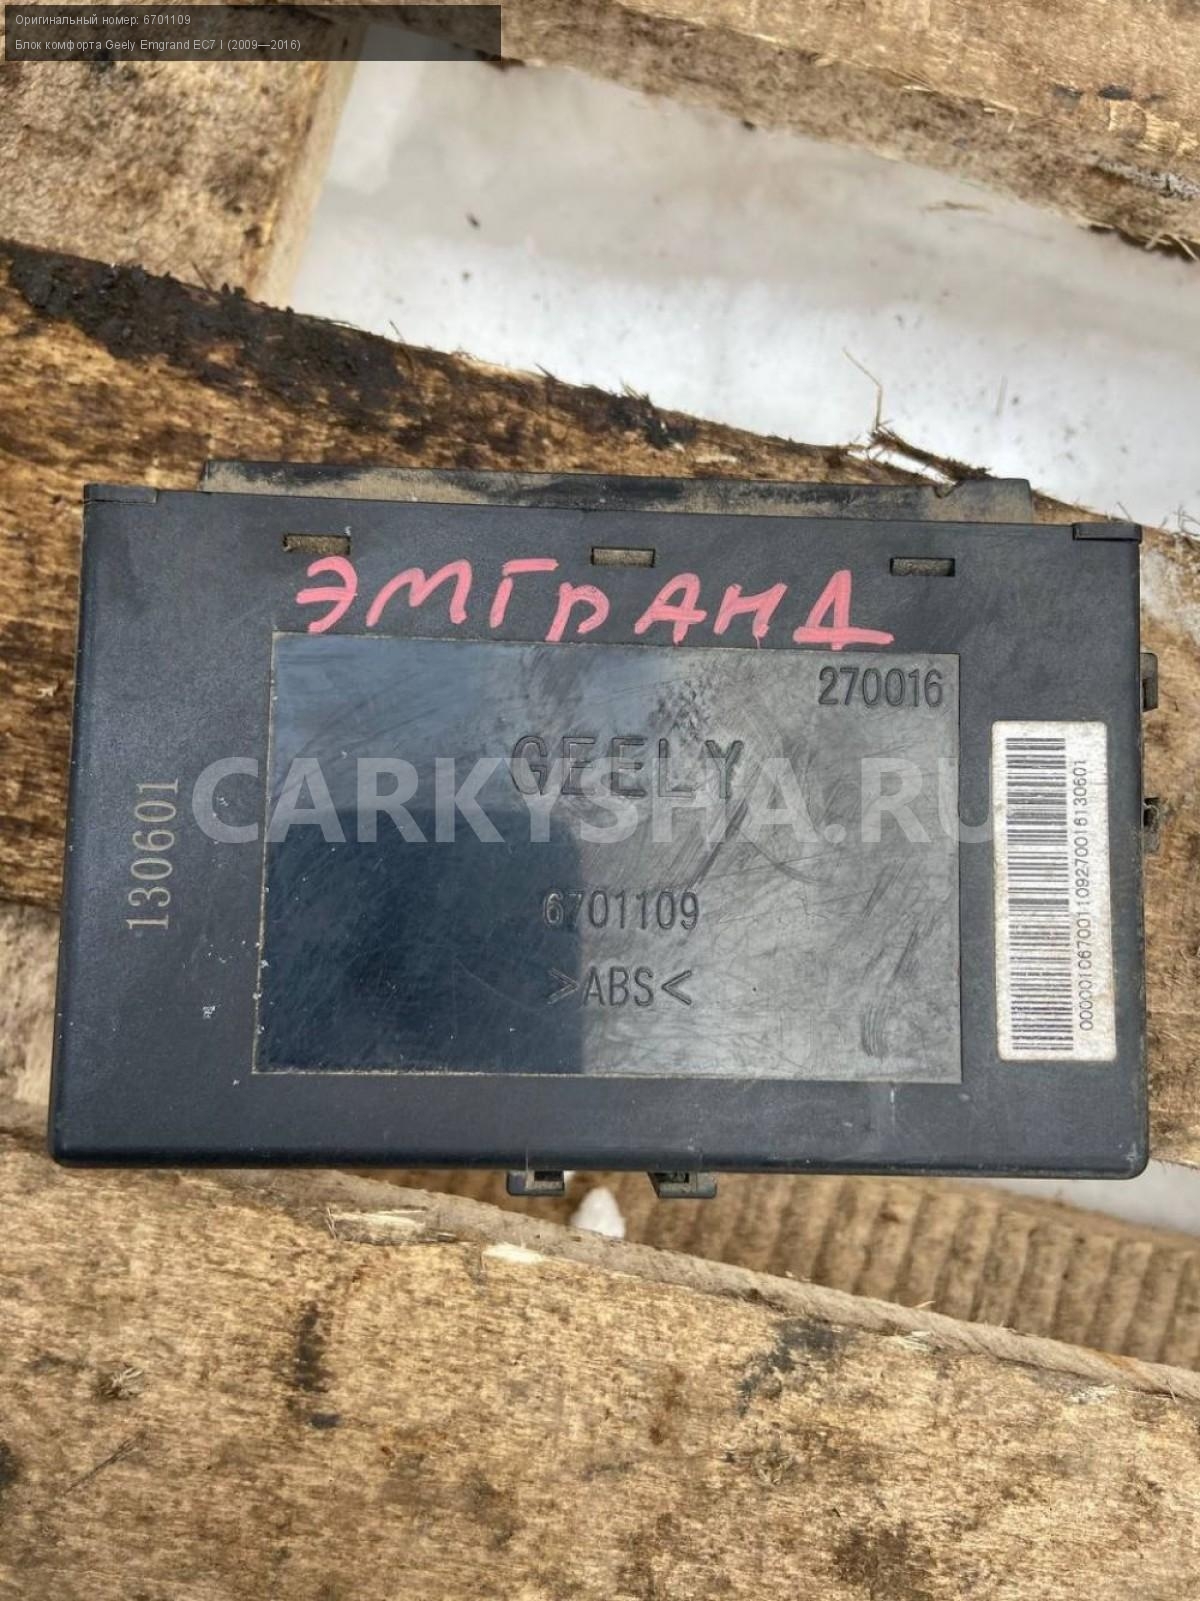 Оригинальный номер: 6701109
Блок комфорта Geely Emgrand EC7 I (2009—2016)
ЭМГРАНД
270016
GEELY
CARKYSHA.RU
130601
6701109
>ABS<
00000106700110927001６130601